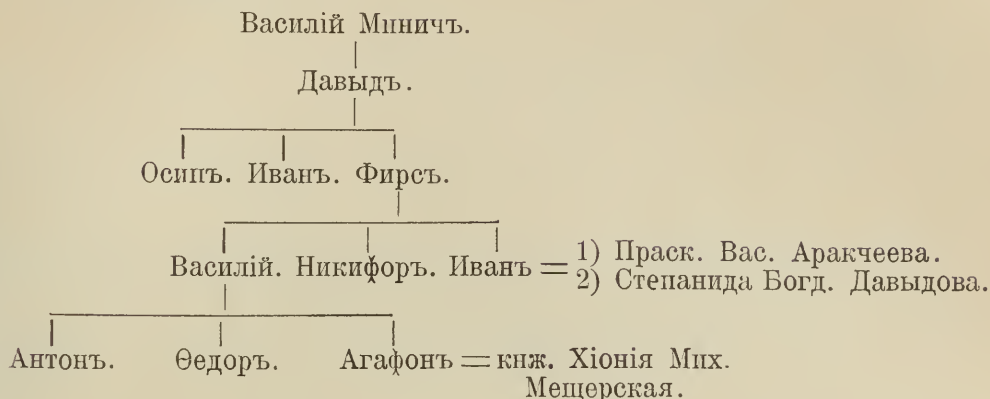 Василій Миничъ.
Давыдъ.
Осипъ. Иванъ. Фирсъ.
Василій. Никифоръ. Иванъ = 1) Праск. Вас. Аракчеева.
2) Степанида Богд. Давыдова.
Антонъ. Ѳедоръ. Агафонъ = кнж. Хіонія Мих.
Мещерская.